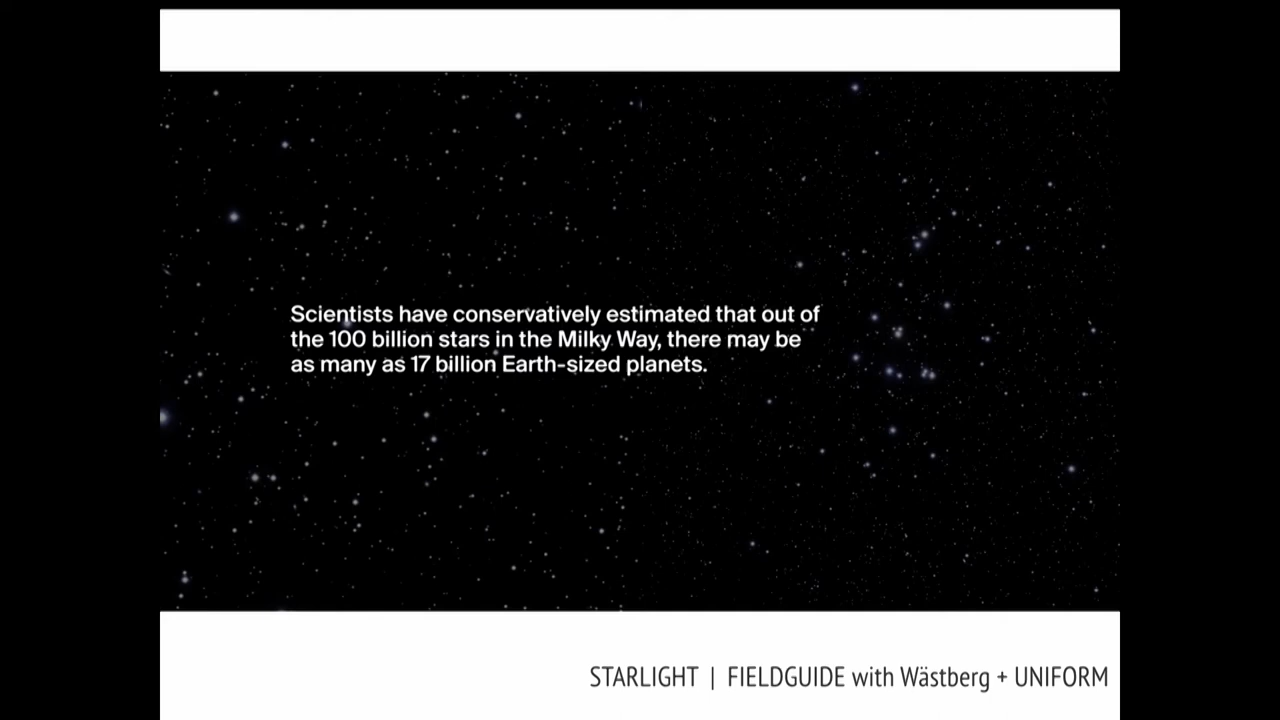 Scientists have conservatively estimated that out of
the 100 billion stars in the Milky Way, there may be
as many as 17 billion Earth-sized planets.
STARLIGHT | FIELDGUIDE with Wästberg + UNIFORM